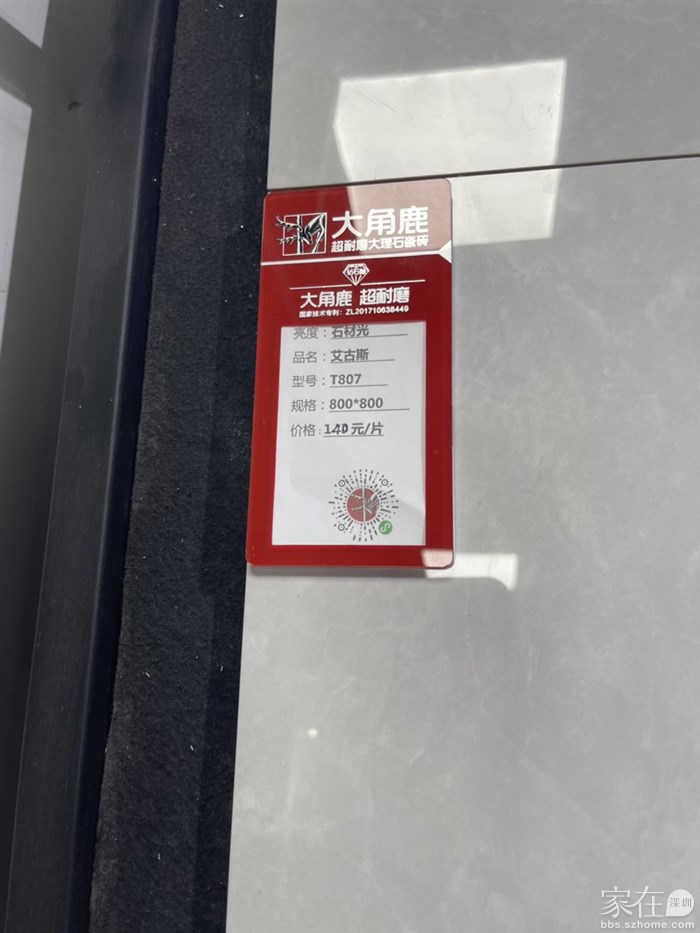 大角鹿
超耐磨大理石瓷砖
大角鹿 超耐磨
国家技术专利：ZL201710638449
亮度：石材光
品名：艾古斯
型号：T807
规格：800*800
价格：140元/片
家在深圳
bbs.szhome.com